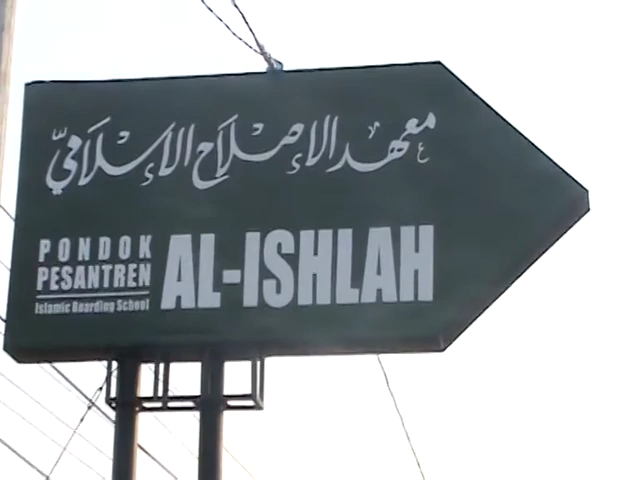 معهد الإصلاح الإسلامي
PONDOK
PESANTREN
Islamic Boarding School
AL-ISHLAH